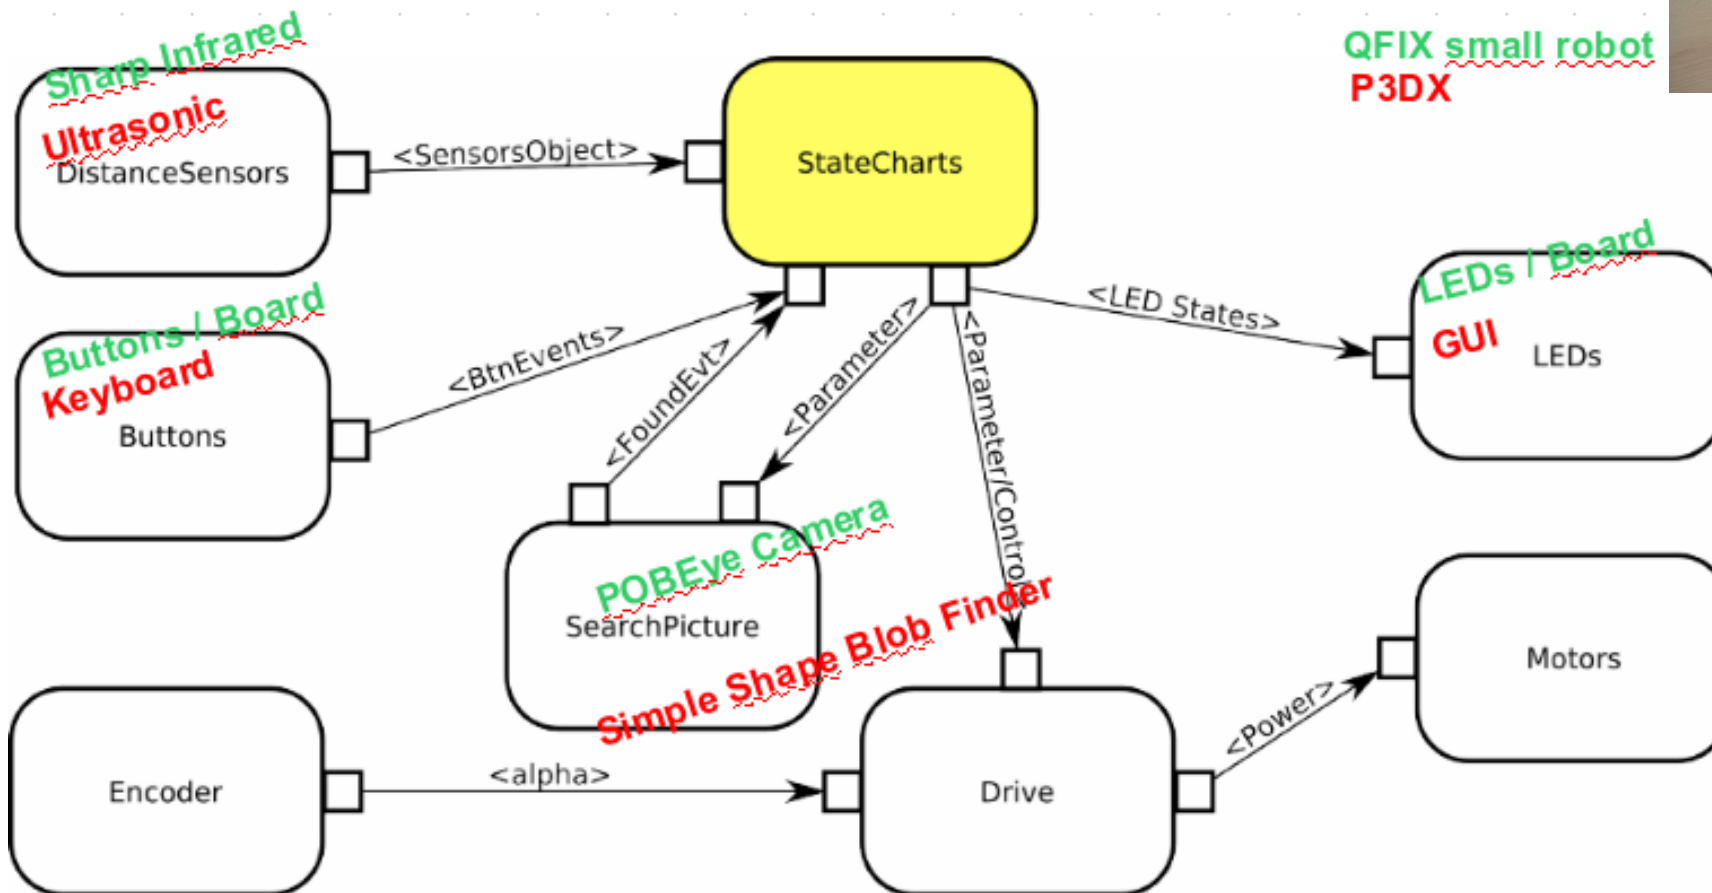 Sharp Infrared
Ultrasonic
DistanceSensors
<SensorsObject>
StateCharts
QFIX small robot
P3DX
Buttons / Board
Keyboard
Buttons
<BtnEvents>
<FoundEvt>
<Parameter>
<Parameter/Control
<LED States>
LEDs / Board
GUI
LEDs
POBEye Camera
SearchPicture
Simple Shape Blob Finder
Encoder
<alpha>
Drive
<Power>
Motors